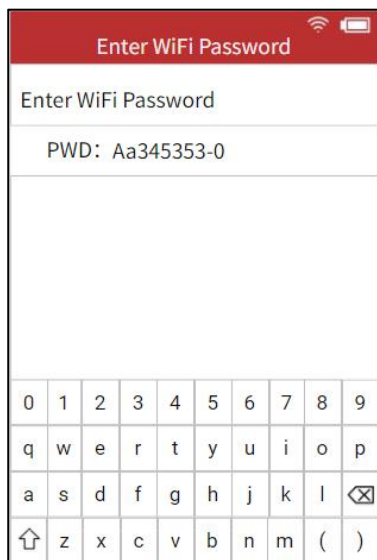 Enter WiFi Password
Enter WiFi Password
PWD： Aa345353-0
0 1 2 3 4 5 6 7 8 9
q w e r t y u i o p
a s d f g h j k l
z x c v b n m ( )